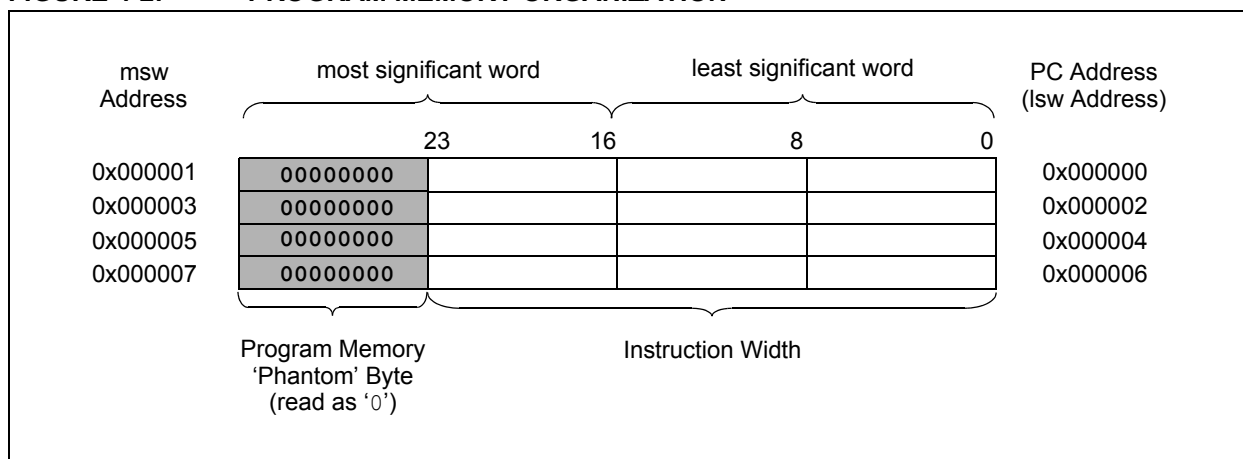 most significant word least significant word
msw Address
PC Address (lsw Address)
23 16 8 0
0x000001 00000000 0x000000
0x000003 00000000 0x000002
0x000005 00000000 0x000004
0x000007 00000000 0x000006
Program Memory
‘Phantom’ Byte
(read as ‘0’)
Instruction Width